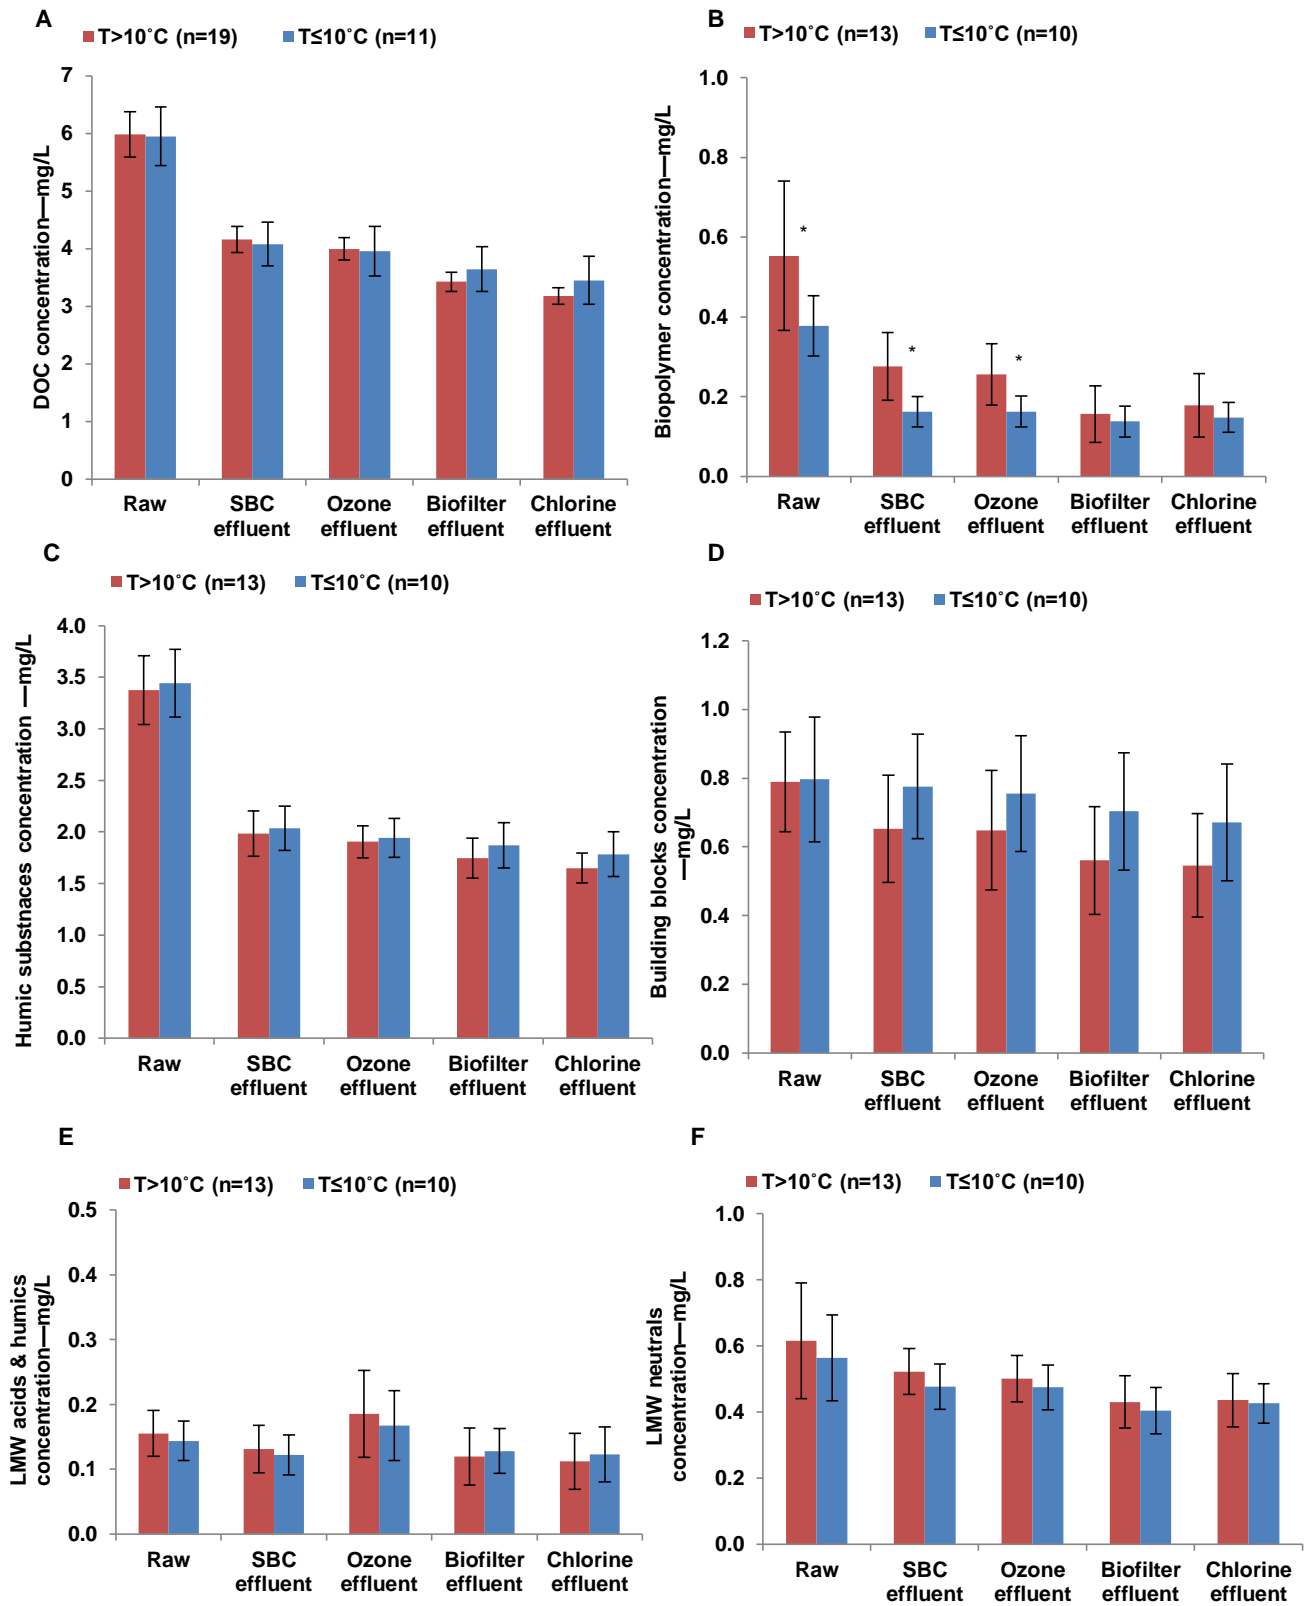 A
T>10˚C (n=19) T≤10˚C (n=11)
DOC concentration—mg/L
7
6
5
4
3
2
1
0
Raw SBC effluent Ozone effluent Biofilter effluent Chlorine effluent
B
T>10˚C (n=13) T≤10˚C (n=10)
Biopolymer concentration—mg/L
1.0
0.8
0.6
0.4
0.2
0.0
*
*
*
Raw SBC effluent Ozone effluent Biofilter effluent Chlorine effluent
C
T>10˚C (n=13) T≤10˚C (n=10)
Humic substnaces concentration —mg/L
4.0
3.5
3.0
2.5
2.0
1.5
1.0
0.5
0.0
Raw SBC effluent Ozone effluent Biofilter effluent Chlorine effluent
D
T>10˚C (n=13) T≤10˚C (n=10)
Building blocks concentration
—mg/L
1.2
1.0
0.8
0.6
0.4
0.2
0.0
Raw SBC effluent Ozone effluent Biofilter effluent Chlorine effluent
E
T>10˚C (n=13) T≤10˚C (n=10)
LMW acids & humics
concentration—mg/L
0.5
0.4
0.3
0.2
0.1
0.0
Raw SBC effluent Ozone effluent Biofilter effluent Chlorine effluent
F
T>10˚C (n=13) T≤10˚C (n=10)
LMW neutrals
concentration—mg/L
1.0
0.8
0.6
0.4
0.2
0.0
Raw SBC effluent Ozone effluent Biofilter effluent Chlorine effluent